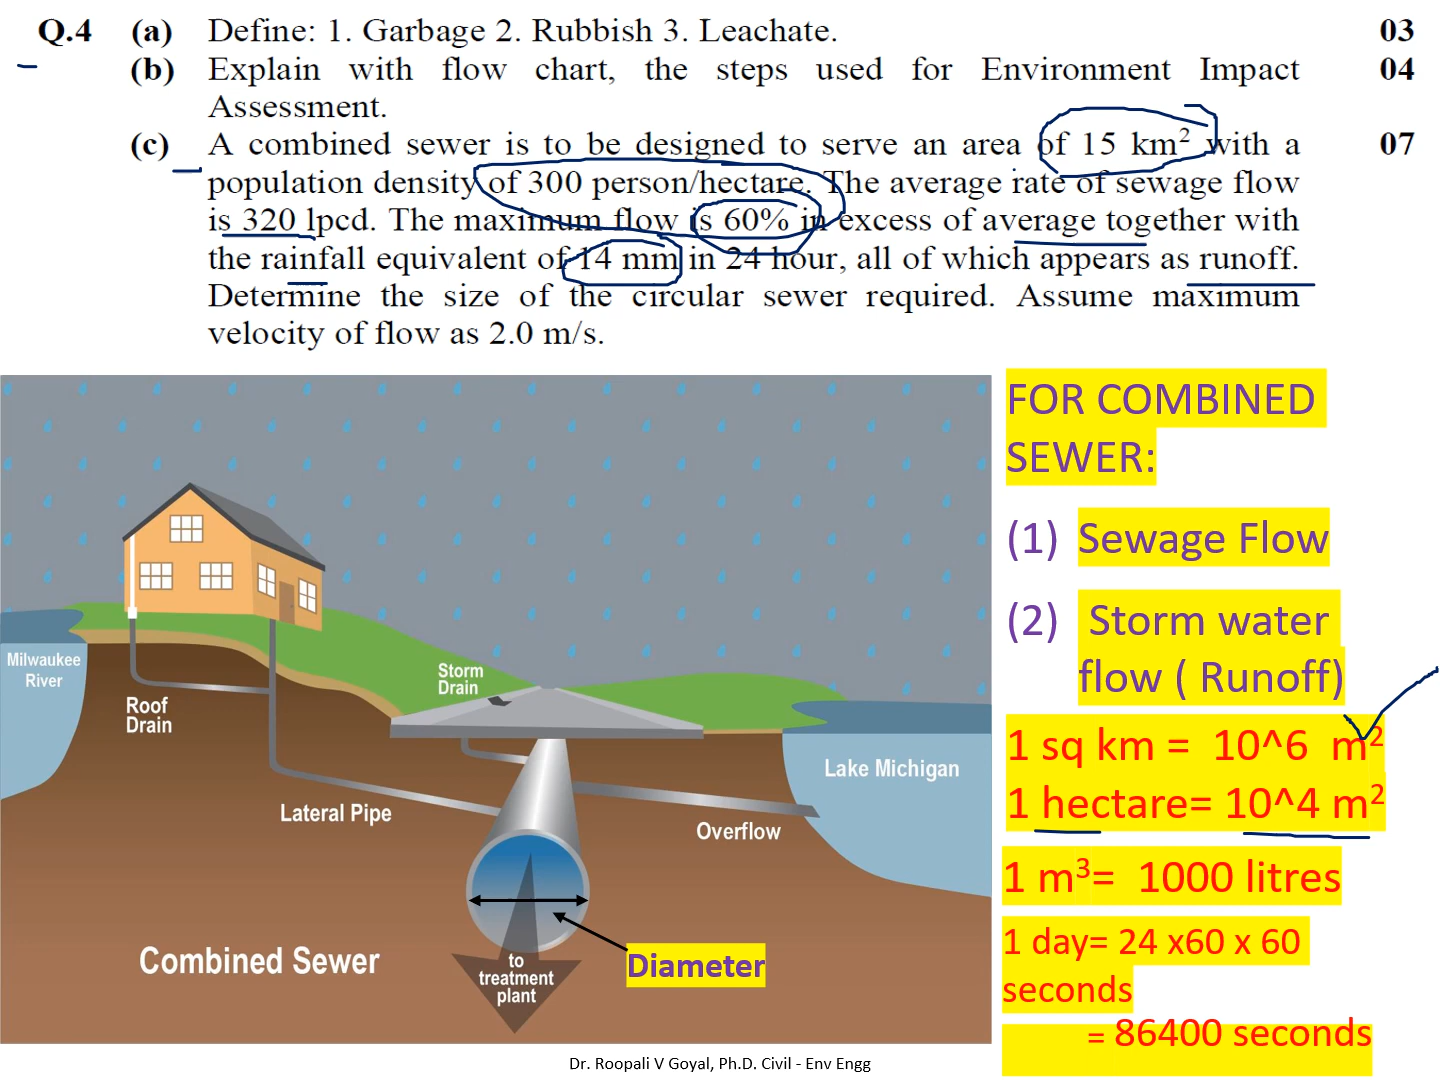 Q.4 (a) Define: 1. Garbage 2. Rubbish 3. Leachate. 03
(b) Explain with flow chart, the steps used for Environment Impact 04
Assessment.
(c) A combined sewer is to be designed to serve an area of 15 km² with a 07
population density of 300 person/hectare. The average rate of sewage flow
is 320 lpcd. The maximum flow is 60% in excess of average together with
the rainfall equivalent of 14 mm in 24 hour, all of which appears as runoff.
Determine the size of the circular sewer required. Assume maximum
velocity of flow as 2.0 m/s.
FOR COMBINED
SEWER:
(1) Sewage Flow
(2) Storm water
flow ( Runoff)
1 sq km = 10^6 m²
1 hectare= 10^4 m²
1 m³= 1000 litres
1 day= 24 x60 x 60
seconds
= 86400 seconds
Milwaukee
River
Roof
Drain
Storm
Drain
Lake Michigan
Lateral Pipe
Overflow
Combined Sewer
to
treatment
plant
Diameter
Dr. Roopali V Goyal, Ph.D. Civil - Env Engg